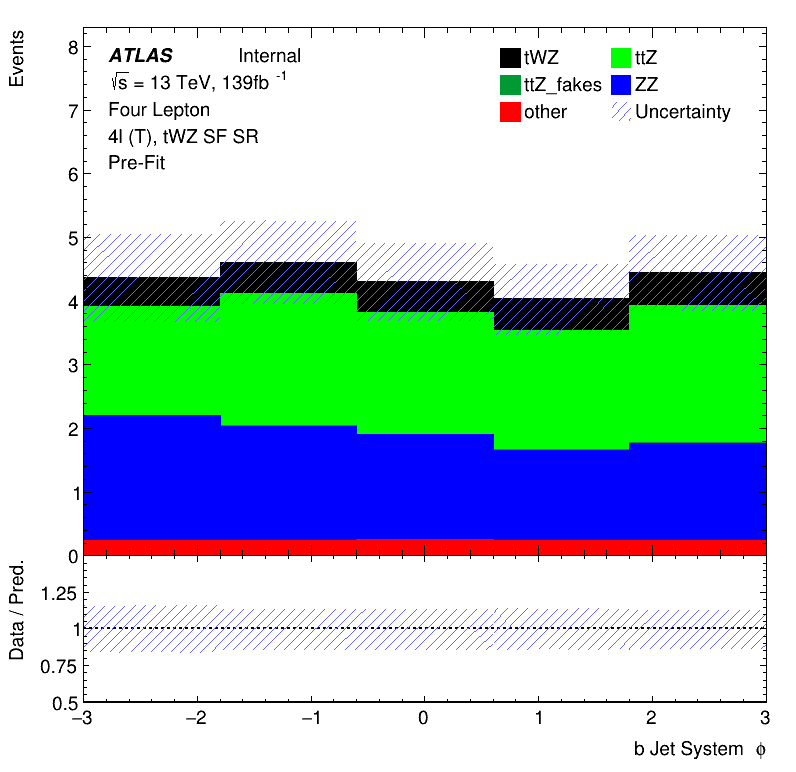 Events
8
7
6
5
4
3
2
1
0
ATLAS Internal
√s = 13 TeV, 139fb -1
Four Lepton
4l (T), tWZ SF SR
Pre-Fit
tWZ ttZ
ttZ_fakes ZZ
other Uncertainty
Data / Pred.
1.25
1
0.75
0.5
−3 −2 −1 0 1 2 3
b Jet System ϕ